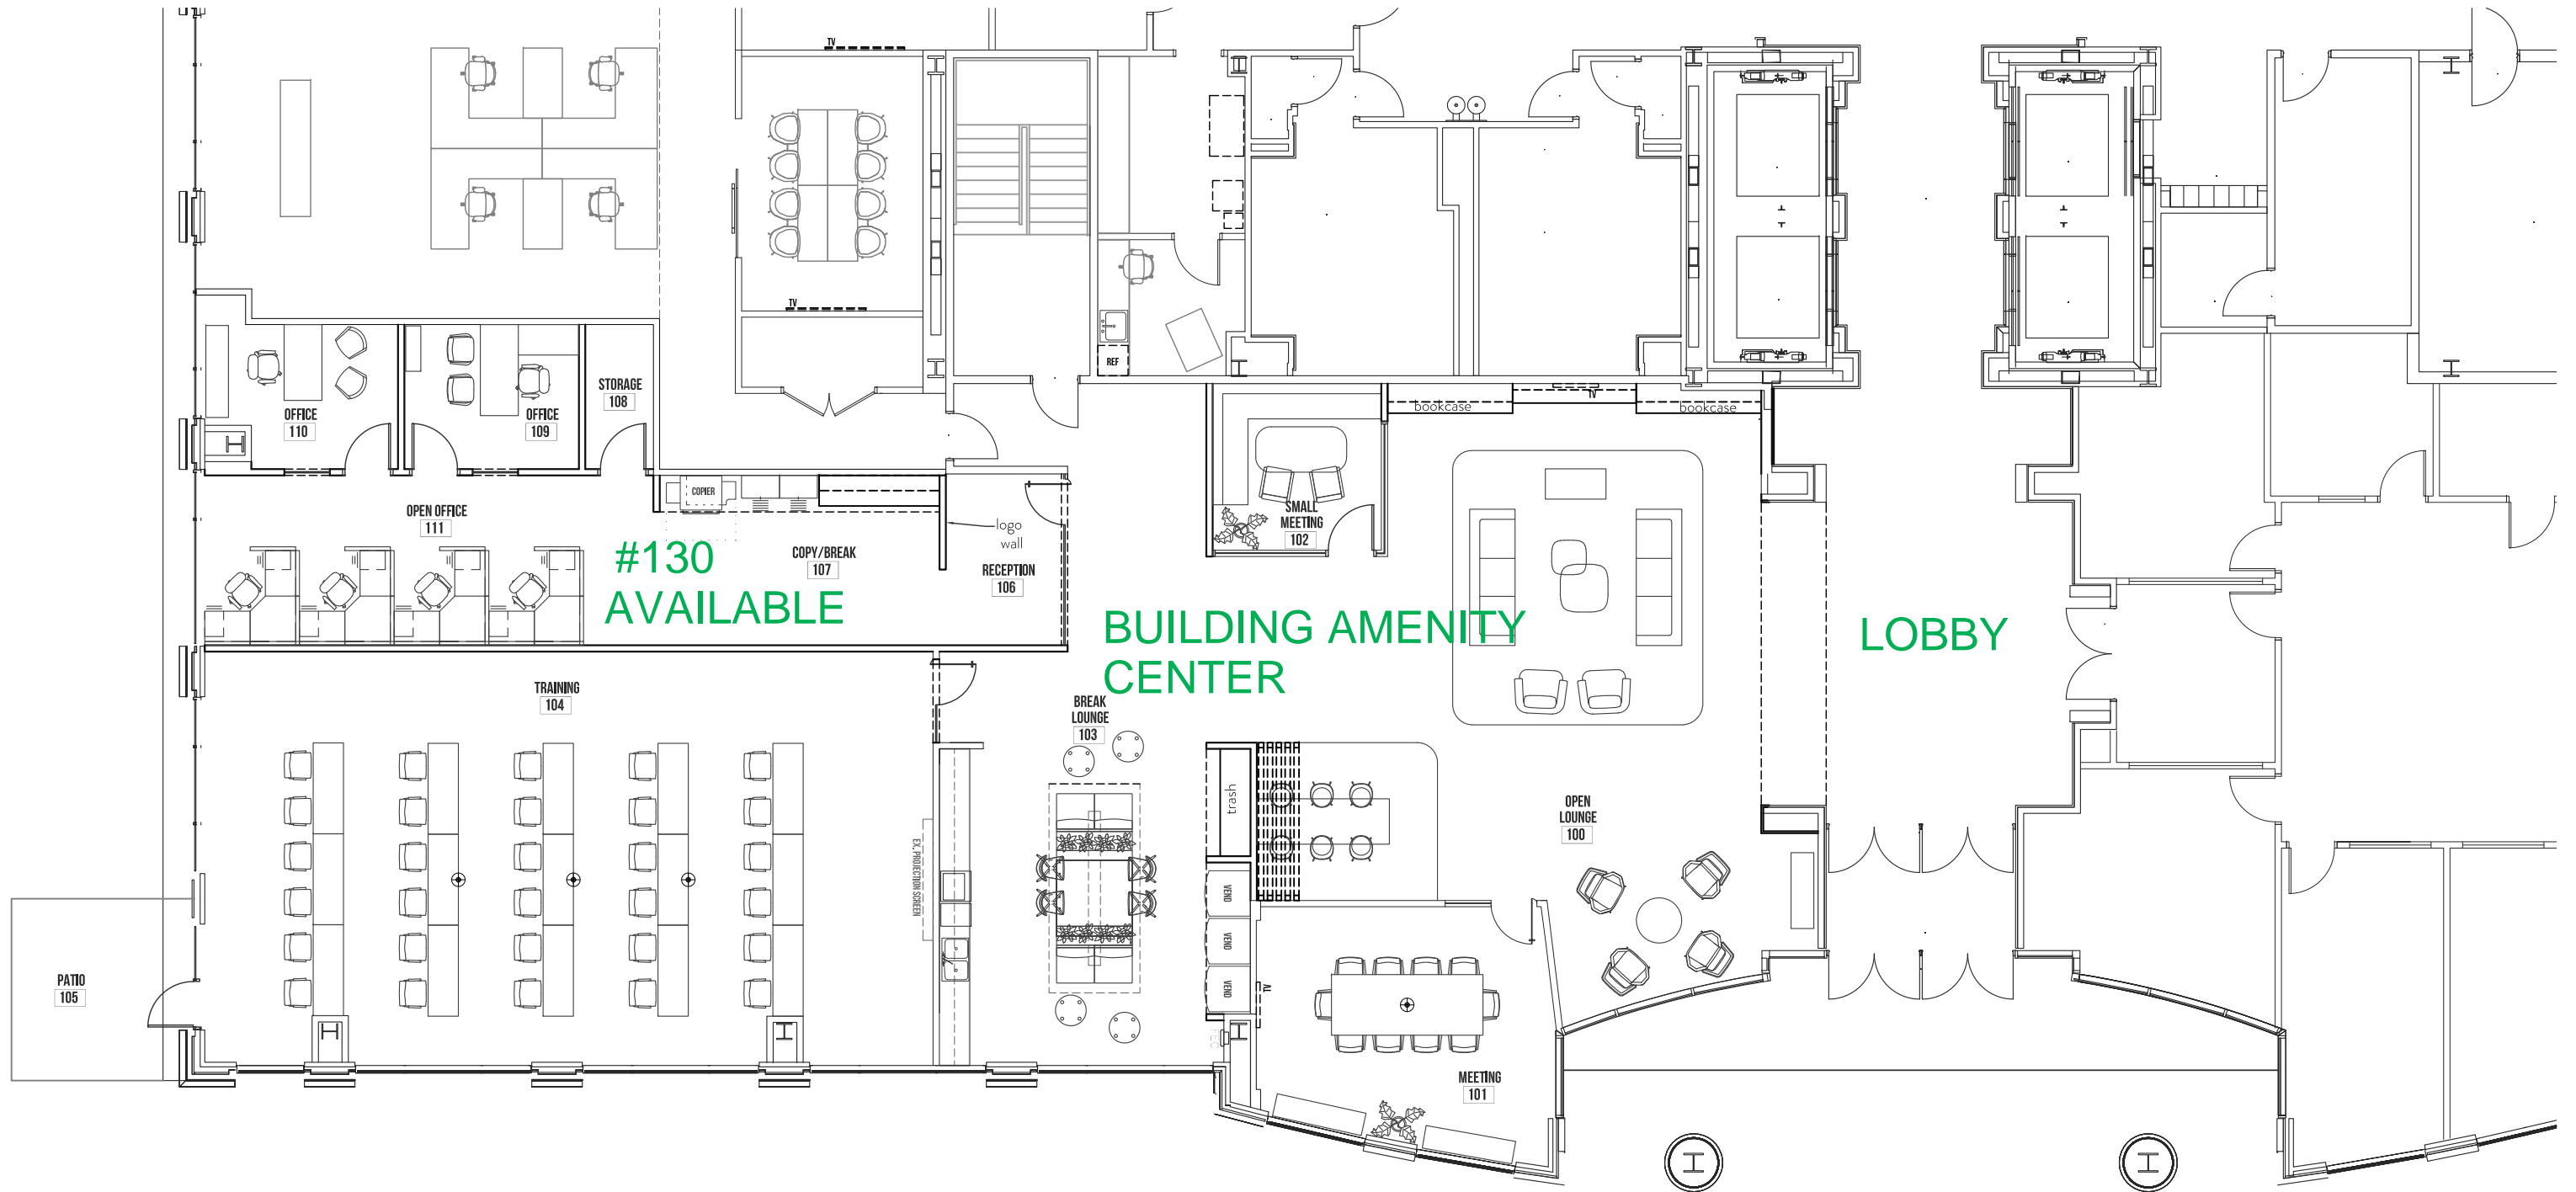 TV
TV
REF
OFFICE
110
OFFICE
109
STORAGE
108
bookcase
TV
bookcase
COPIER
OPEN OFFICE
111
logo
wall
COPY/BREAK
107
RECEPTION
106
SMALL
MEETING
102
#130
AVAILABLE
BUILDING AMENITY
CENTER
LOBBY
TRAINING
104
BREAK
LOUNGE
103
trash
OPEN
LOUNGE
100
EX. PROJECTION SCREEN
VEND
VEND
VEND
TV
FEC
PATIO
105
MEETING
101